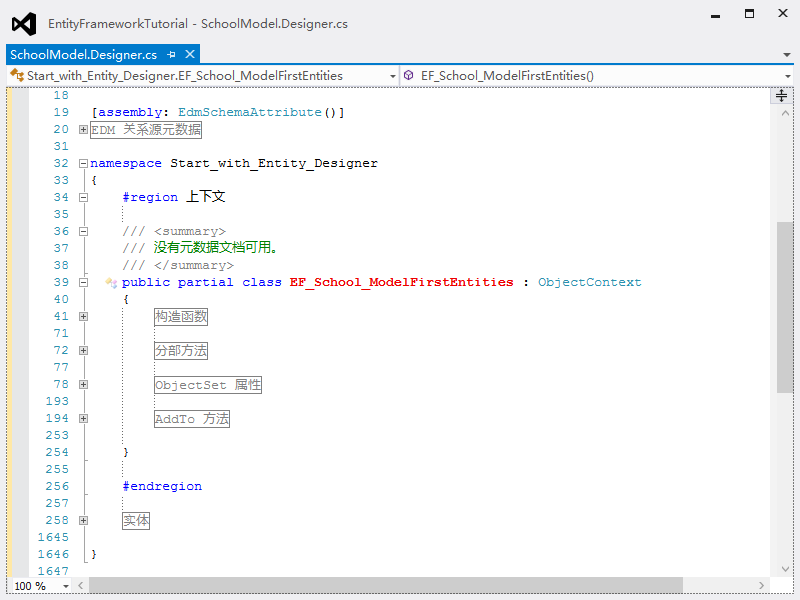 EntityFrameworkTutorial - SchoolModel.Designer.cs
SchoolModel.Designer.cs
Start_with_Entity_Designer.EF_School_ModelFirstEntities EF_School_ModelFirstEntities()
18
19 [assembly: EdmSchemaAttribute()]
20 EDM 关系源元数据
31
32 namespace Start_with_Entity_Designer
33 {
34 #region 上下文
35
36 /// <summary>
37 /// 没有元数据文档可用。
38 /// </summary>
39 public partial class EF_School_ModelFirstEntities : ObjectContext
40 {
41 构造函数
71
72 分部方法
77
78 ObjectSet 属性
193
194 AddTo 方法
253
254 }
255
256 #endregion
257
258 实体
1645
1646 }
1647
100 %